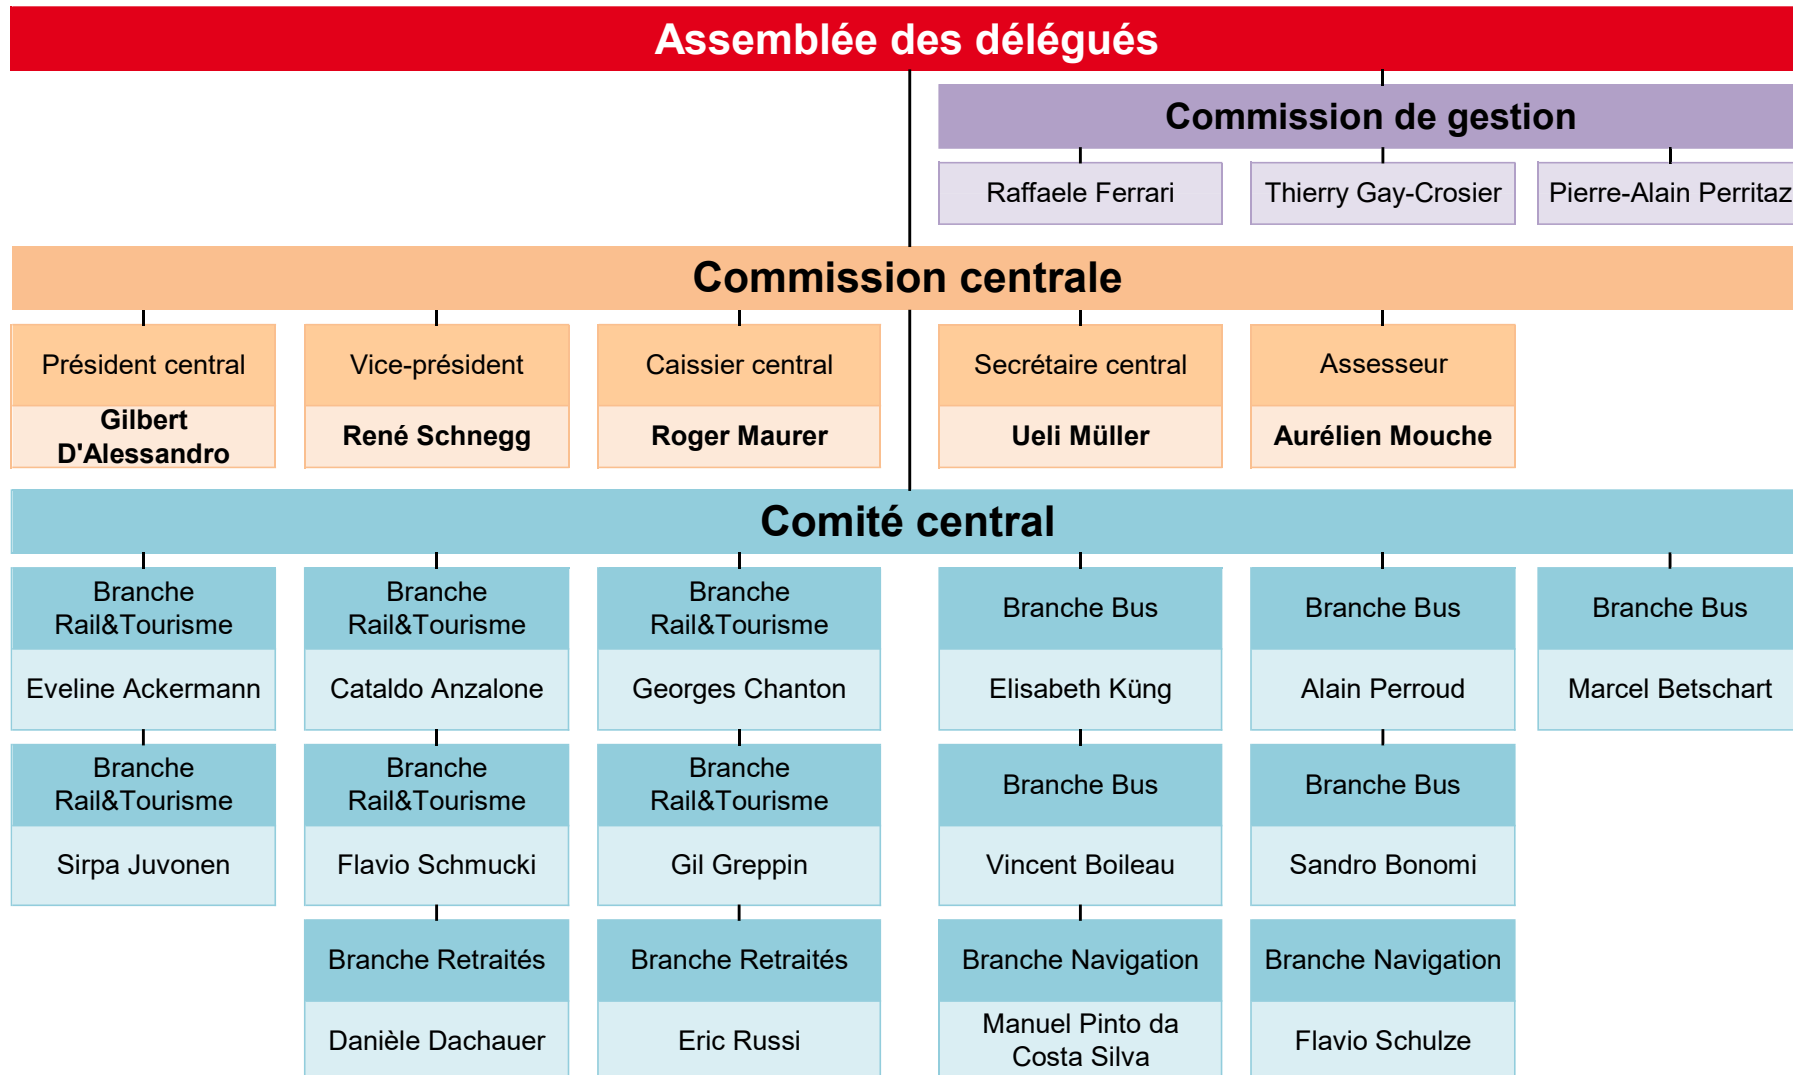 Assemblée des délégués
Commission de gestion
Raffaele Ferrari
Thierry Gay-Crosier
Pierre-Alain Perritaz
Commission centrale
Président central
Vice-président
Caissier central
Secrétaire central
Assesseur
Gilbert
D'Alessandro
René Schnegg
Roger Maurer
Ueli Müller
Aurélien Mouche
Comité central
Branche
Rail&Tourisme
Branche
Rail&Tourisme
Branche
Rail&Tourisme
Branche Bus
Branche Bus
Branche Bus
Eveline Ackermann
Cataldo Anzalone
Georges Chanton
Elisabeth Küng
Alain Perroud
Marcel Betschart
Branche
Rail&Tourisme
Branche
Rail&Tourisme
Branche
Rail&Tourisme
Branche Bus
Branche Bus
Sirpa Juvonen
Flavio Schmucki
Gil Greppin
Vincent Boileau
Sandro Bonomi
Branche Retraités
Branche Retraités
Branche Navigation
Branche Navigation
Danièle Dachauer
Eric Russi
Manuel Pinto da
Costa Silva
Flavio Schulze